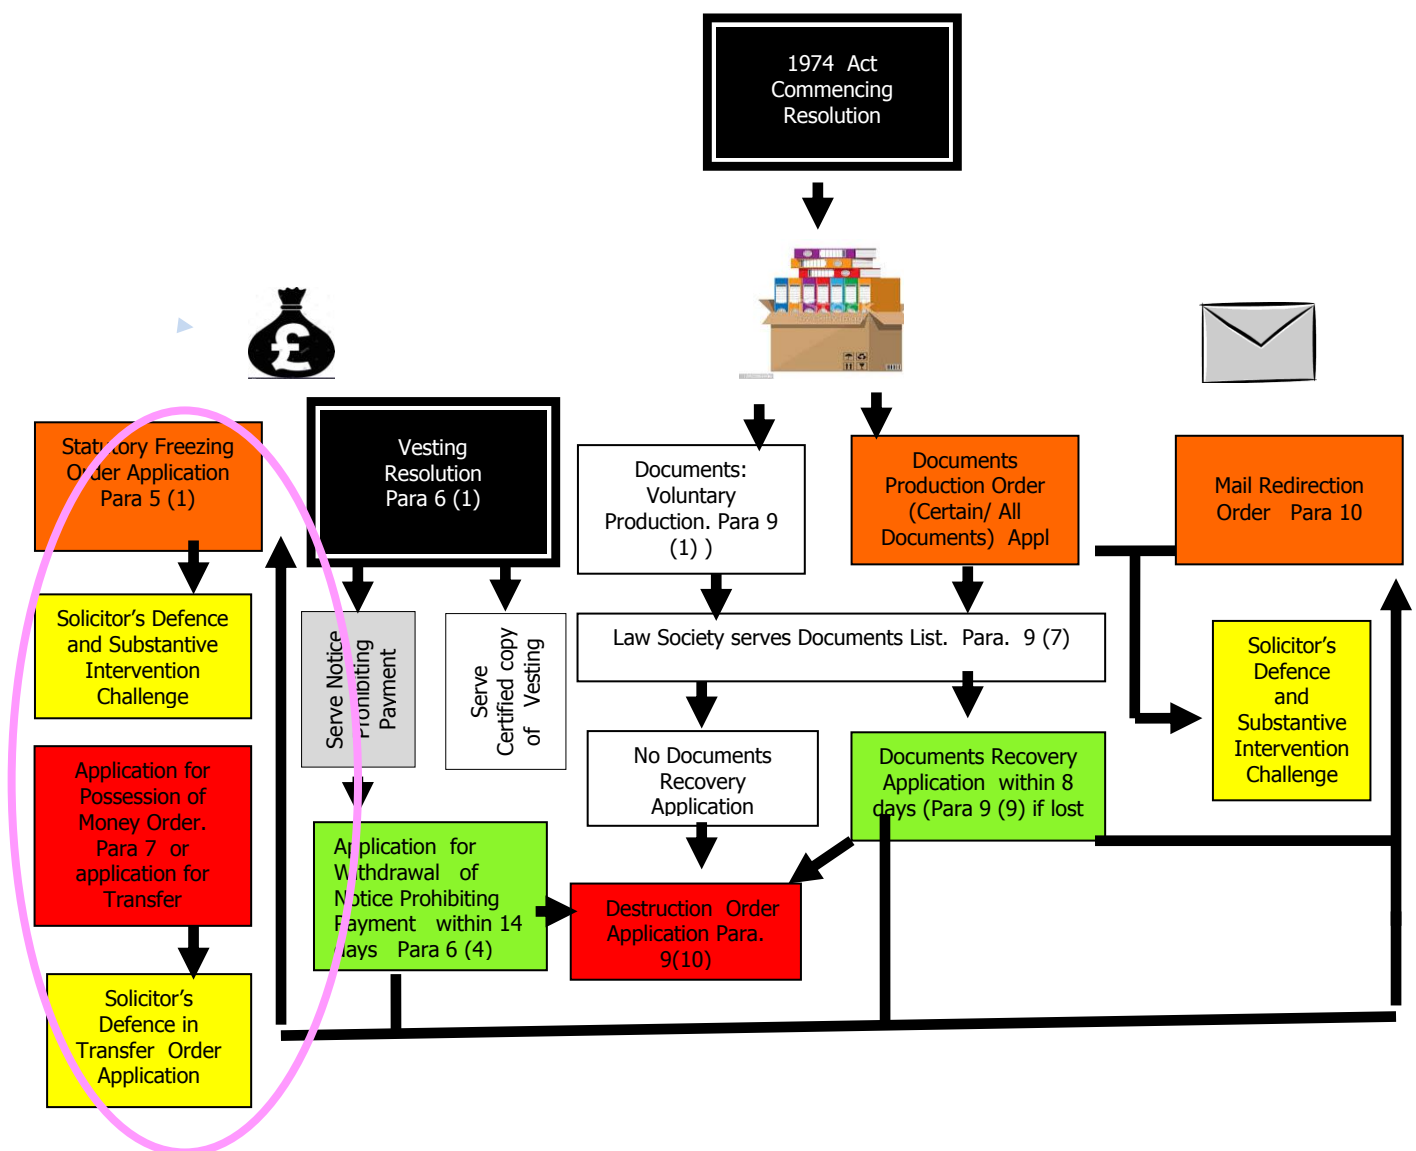 1974 Act
Commencing
Resolution
£
Statutory Freezing
Order Application
Para 5 (1)
Vesting
Resolution
Para 6 (1)
Documents:
Voluntary
Production. Para 9
(1) )
Documents
Production Order
(Certain/ All
Documents) Appl
Mail Redirection
Order Para 10
Solicitor's Defence
and Substantive
Intervention
Challenge
Serve Notice
Prohibiting
Payment
Serve
Certified copy
of Vesting
Law Society serves Documents List. Para. 9 (7)
Solicitor's
Defence
and
Substantive
Intervention
Challenge
Application for
Possession of
Money Order.
Para 7 or
application for
Transfer
No Documents
Recovery
Application
Documents Recovery
Application within 8
days (Para 9 (9) if lost
Application for
Withdrawal of
Notice Prohibiting
Payment within 14
days Para 6 (4)
Destruction Order
Application Para.
9(10)
Solicitor's
Defence in
Transfer Order
Application